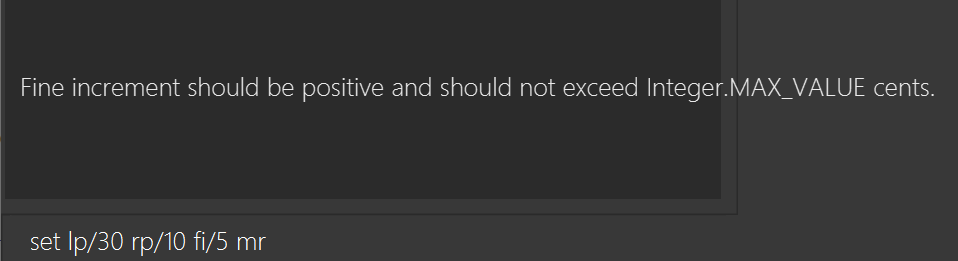 Fine increment should be positive and should not exceed Integer.MAX_VALUE cents.
set lp/30 rp/10 fi/5 mr